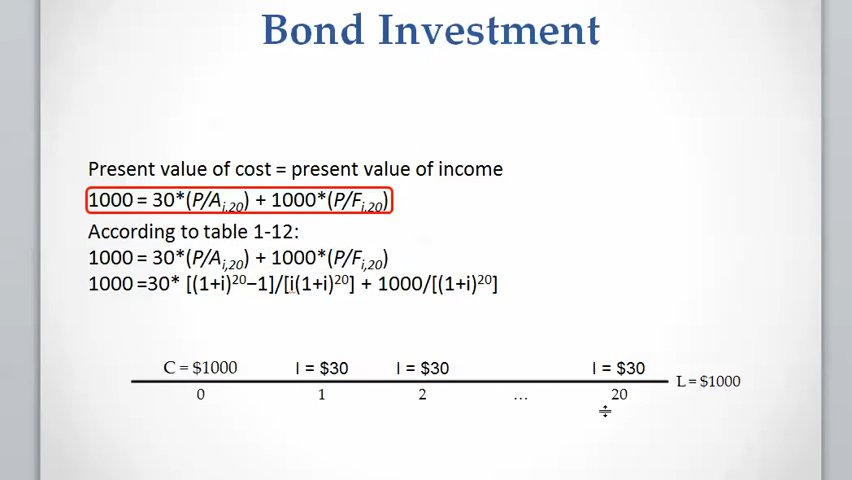 Bond Investment
Present value of cost = present value of income
1000 = 30*(P/Ai,20) + 1000*(P/Fi,20)
According to table 1-12:
1000 = 30*(P/Ai,20) + 1000*(P/Fi,20)
1000 =30* [(1+i)²⁰−1]/[i(1+i)²⁰] + 1000/[(1+i)²⁰]
C = $1000 I = $30 I = $30 I = $30
L = $1000
0 1 2 … 20